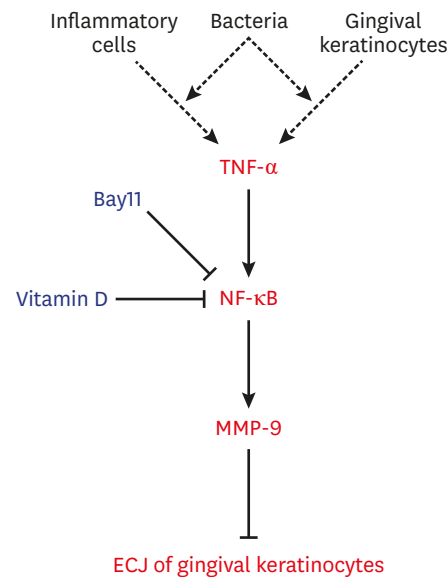 Inflammatory
cells
Bacteria
Gingival
keratinocytes
TNF-α
Bay11
Vitamin D
NF-κB
MMP-9
ECJ of gingival keratinocytes